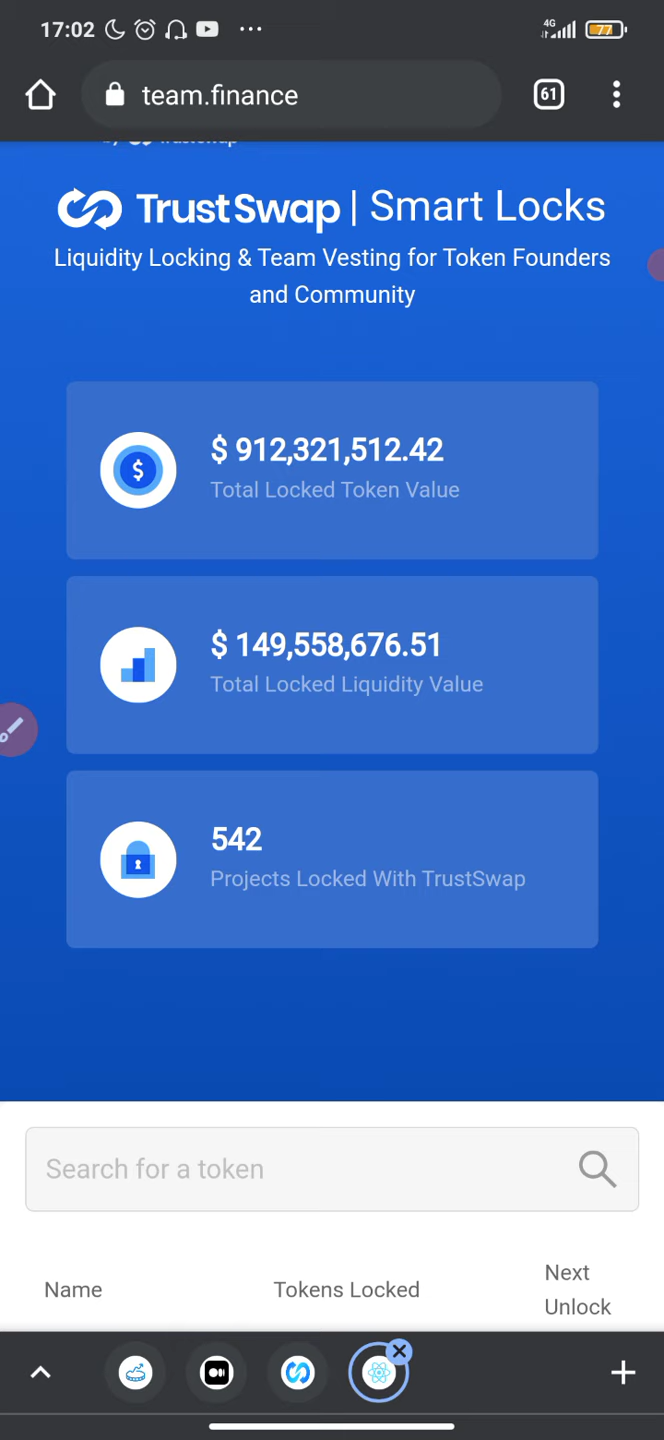 17:02
4G
77
team.finance
61
TrustSwap | Smart Locks
Liquidity Locking & Team Vesting for Token Founders
and Community
$
$ 912,321,512.42
Total Locked Token Value
$ 149,558,676.51
Total Locked Liquidity Value
542
Projects Locked With TrustSwap
Search for a token
Name
Tokens Locked
Next
Unlock